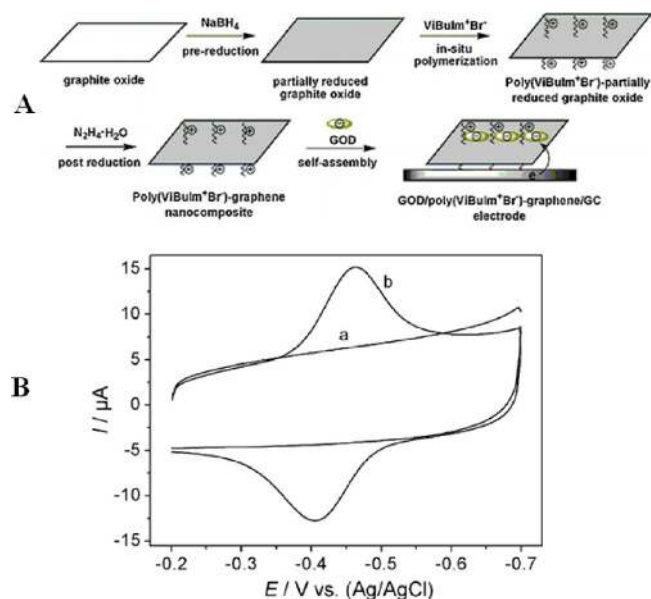 NaBH4
pre-reduction
ViBuIm+Br-
in-situ
polymerization
graphite oxide
partially reduced
graphite oxide
Poly(ViBuIm+Br-)-partially
reduced graphite oxide
A
N2H4·H2O
post reduction
GOD
self-assembly
e
Poly(ViBuIm+Br-)-graphene
nanocomposite
GOD/poly(ViBuIm+Br-)-graphene/GC
electrode
B
15
10
5
0
-5
-10
-15
I / µA
a
b
-0.2 -0.3 -0.4 -0.5 -0.6 -0.7
E / V vs. (Ag/AgCl)